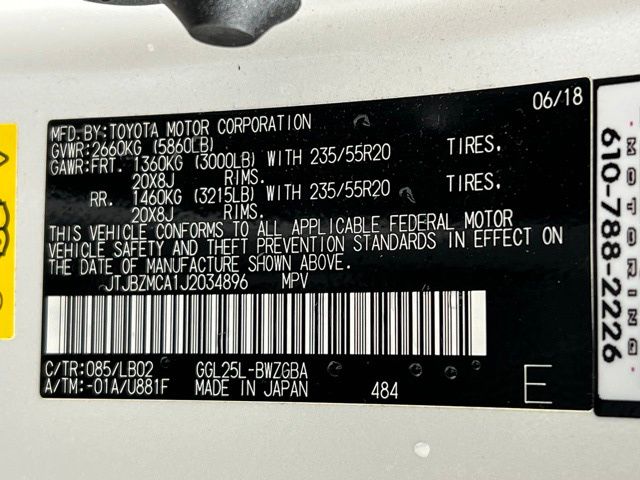 06/18
MFD. BY: TOYOTA MOTOR CORPORATION
GVWR: 2660KG (5860LB)
GAWR: FRT. 1360KG (3000LB) WITH 235/55R20 TIRES,
20X8J RIMS.
RR. 1460KG (3215LB) WITH 235/55R20 TIRES,
20X8J RIMS.
THIS VEHICLE CONFORMS TO ALL APPLICABLE FEDERAL MOTOR
VEHICLE SAFETY AND THEFT PREVENTION STANDARDS IN EFFECT ON
THE DATE OF MANUFACTURE SHOWN ABOVE.
JTJBZMCA1J2034896 MPV
C/TR: 085/LB02 GGL25L-BWZGBA
A/TM: -01A/U881F MADE IN JAPAN 484
E
MOTORING
610-788-2226